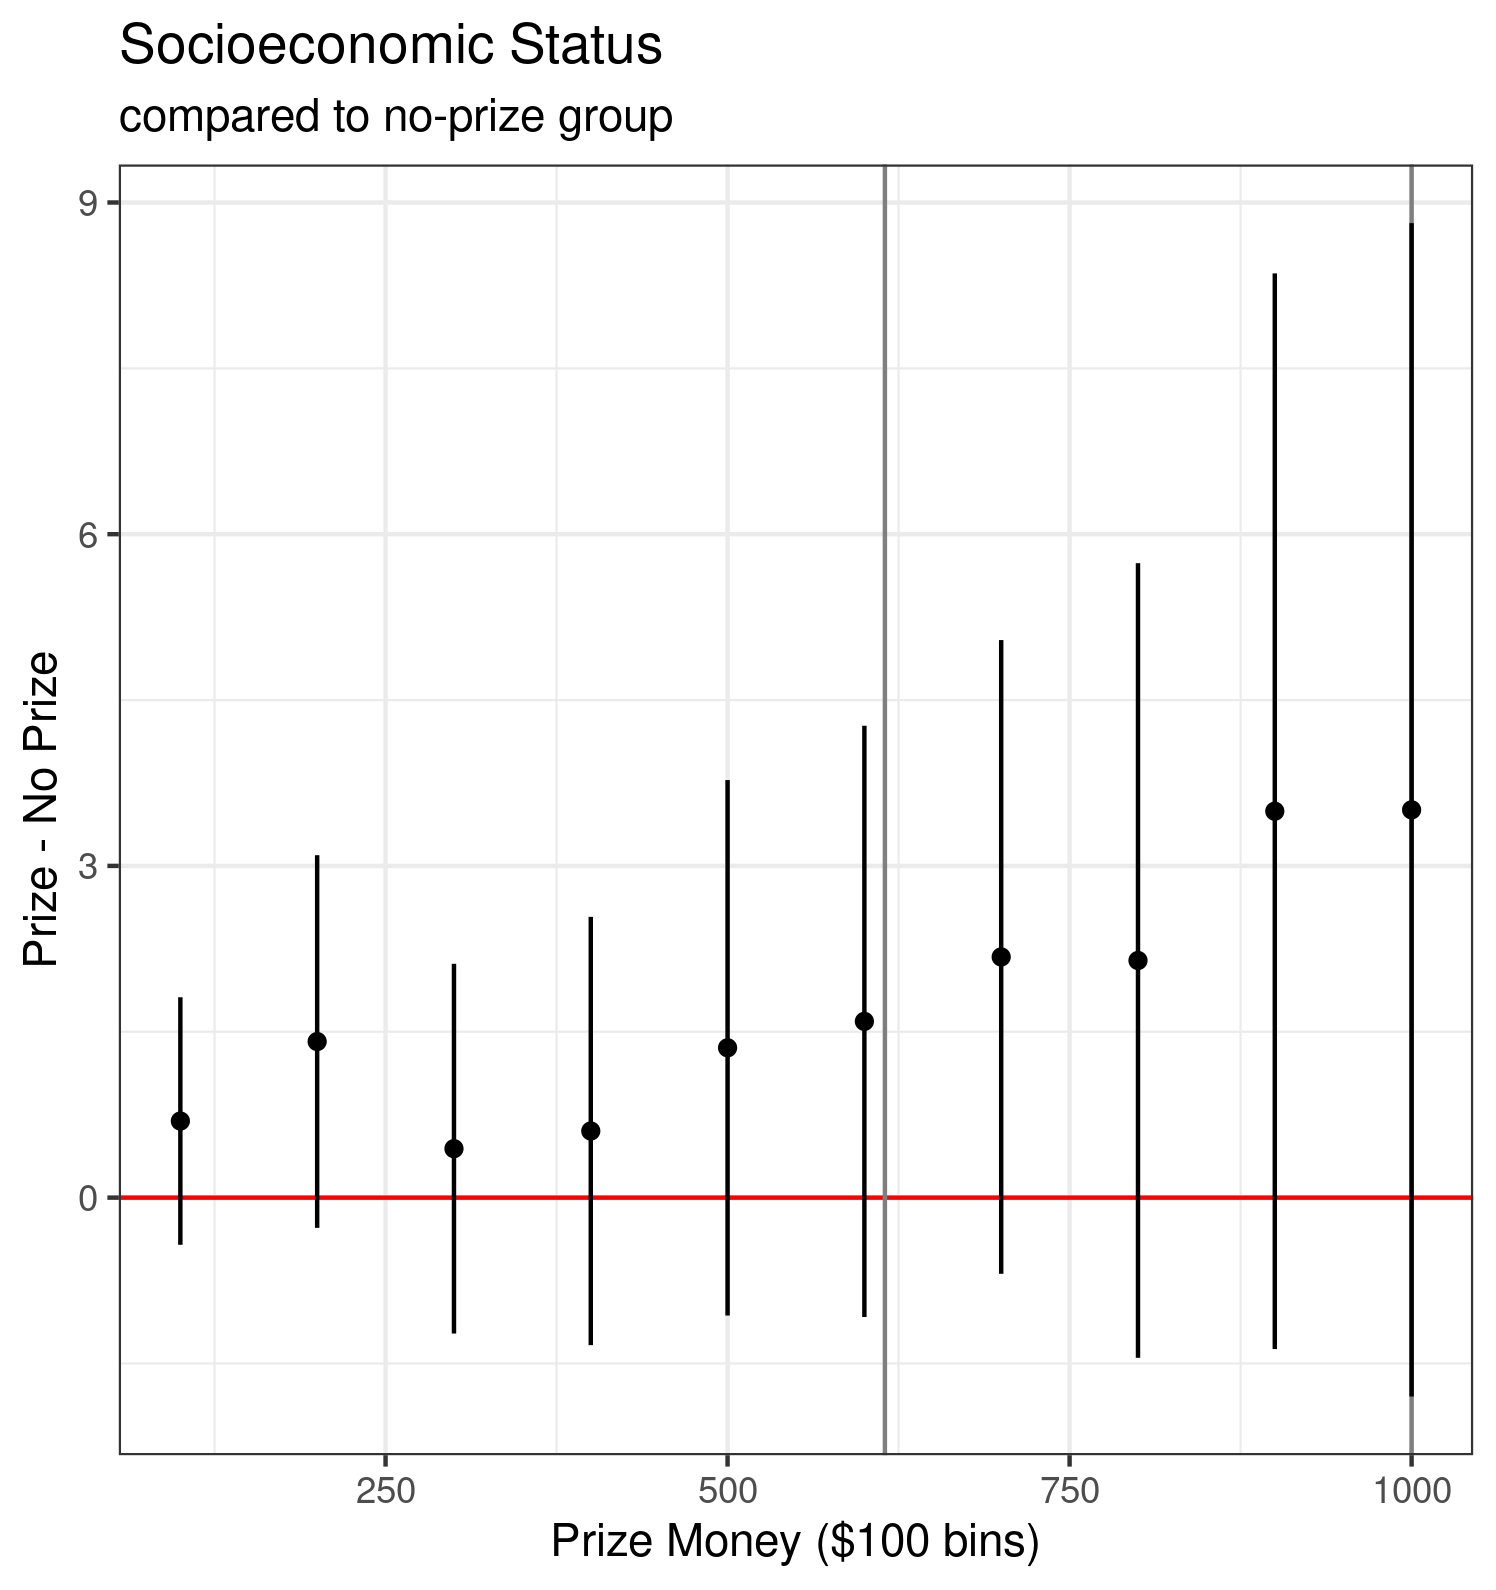 Socioeconomic Status
compared to no-prize group
9
6
3
0
Prize - No Prize
250 500 750 1000
Prize Money ($100 bins)